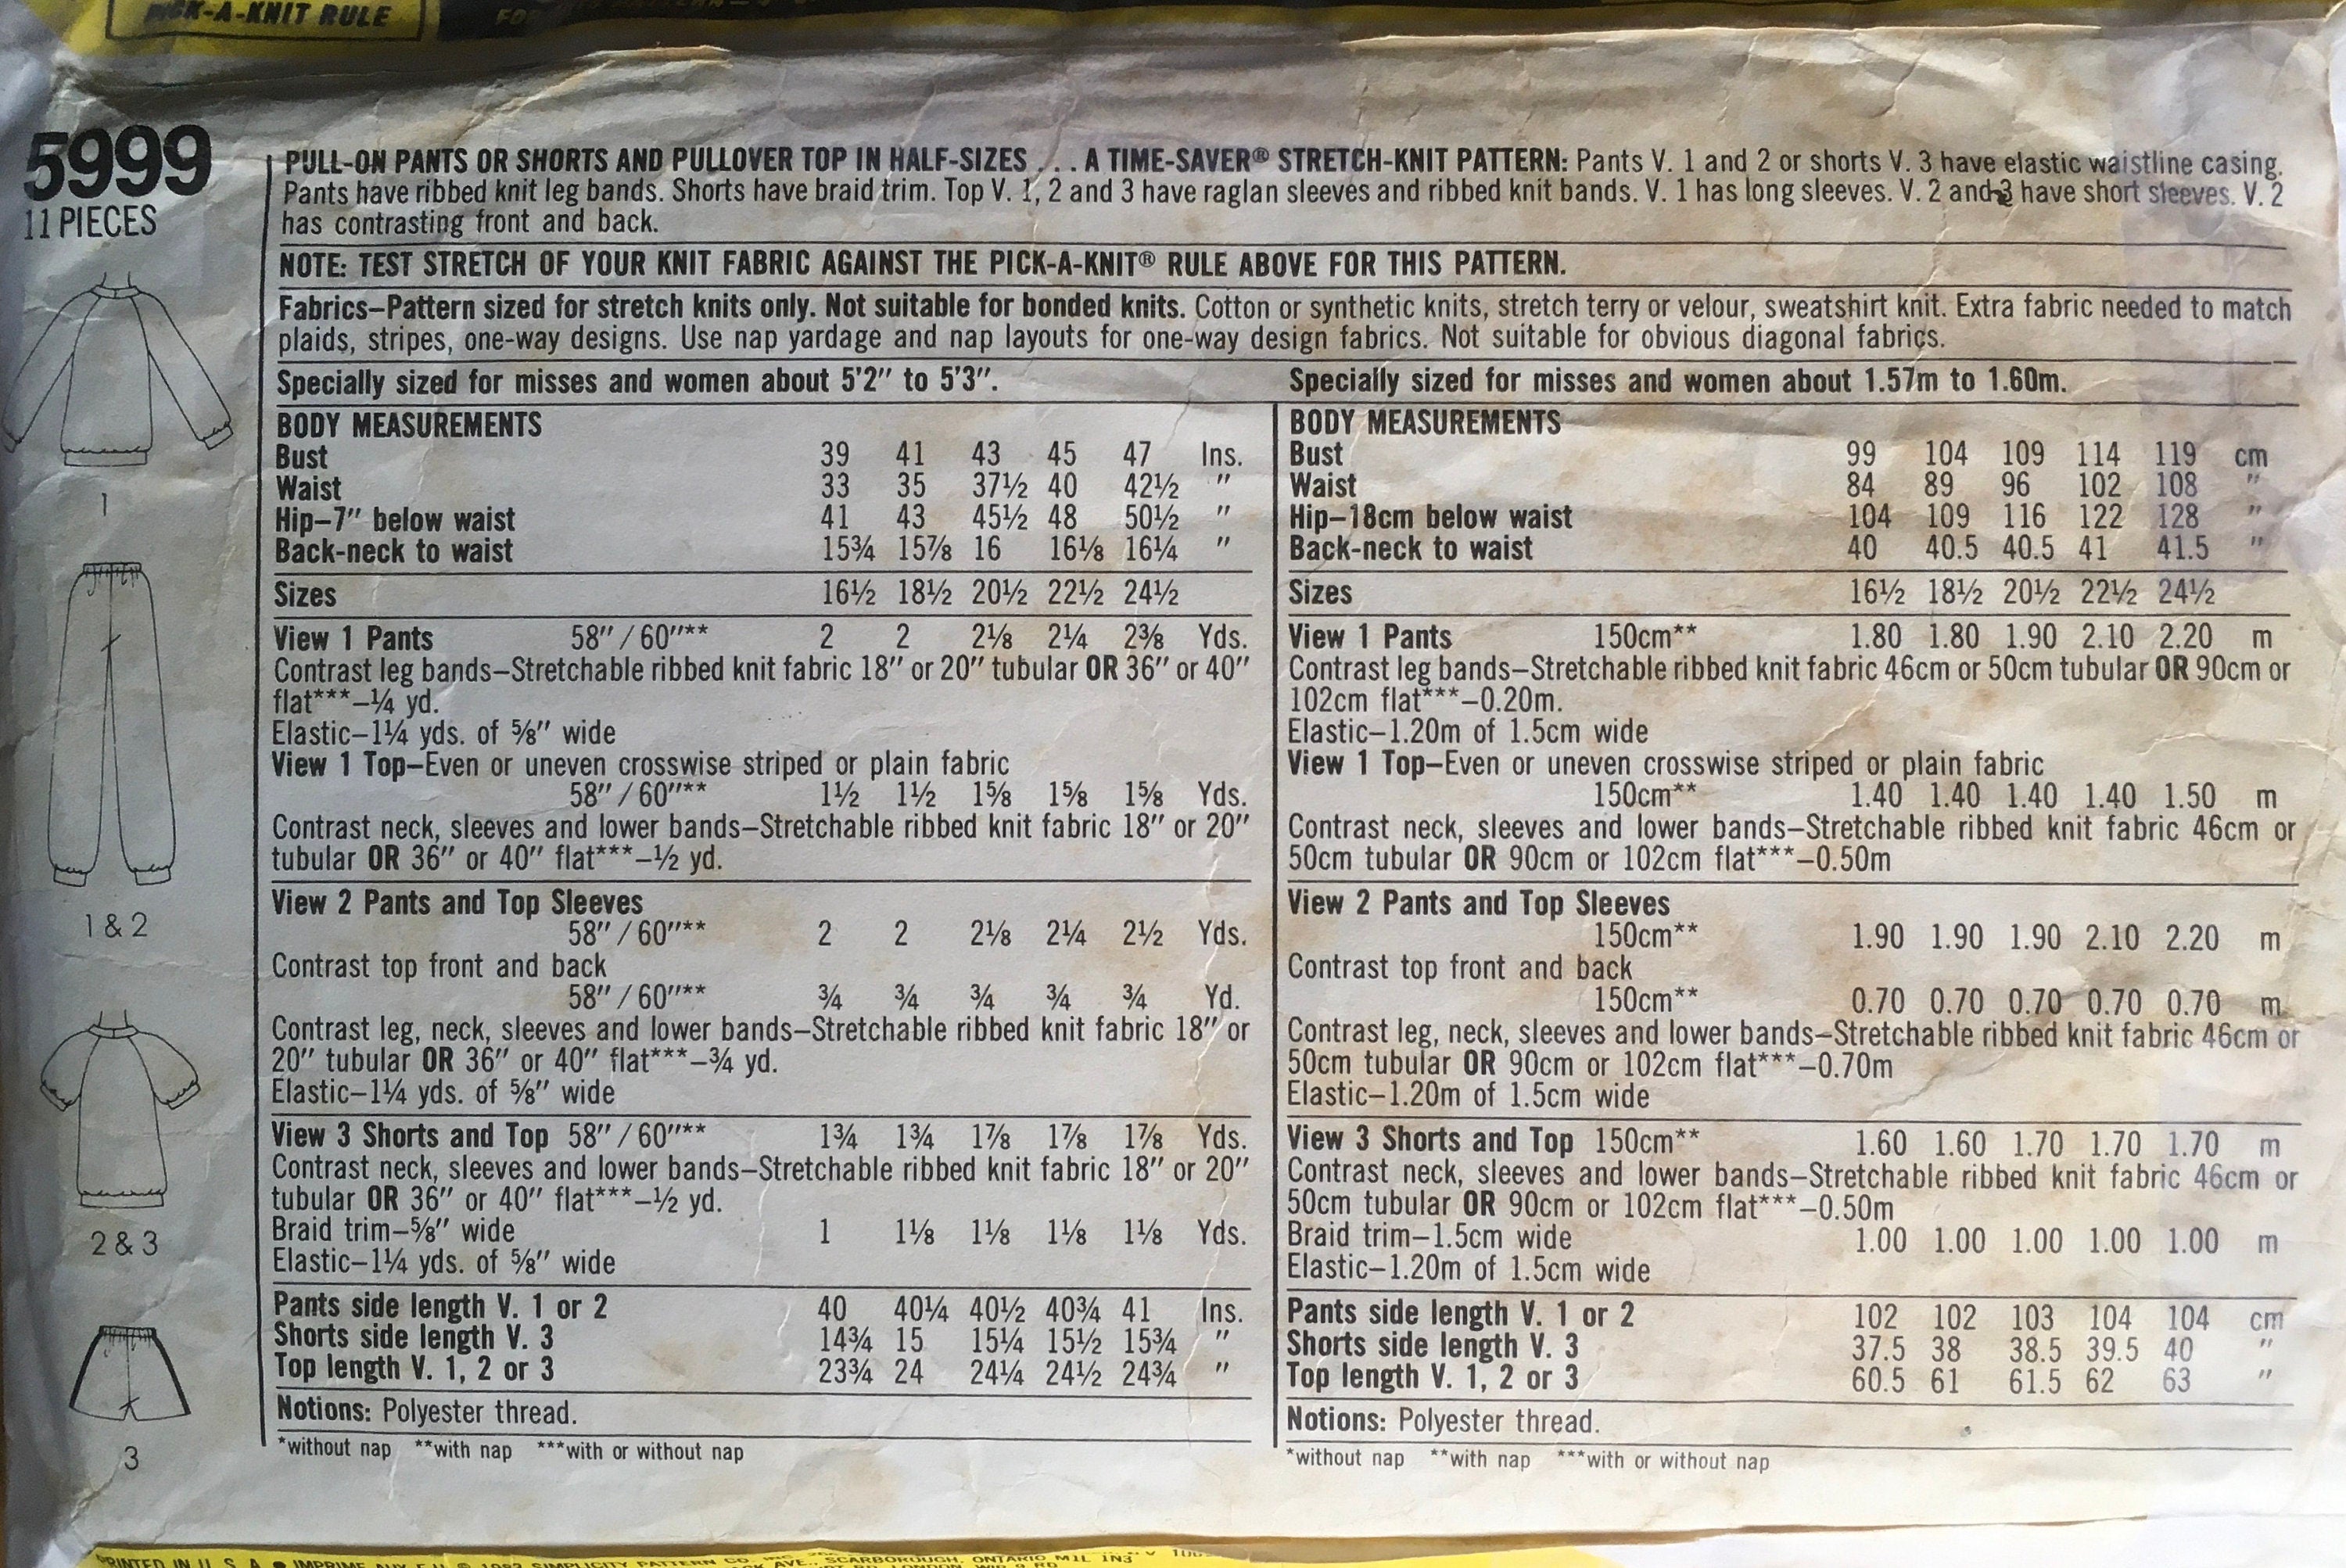 PICK-A-KNIT RULE
5999
11 PIECES
PULL-ON PANTS OR SHORTS AND PULLOVER TOP IN HALF-SIZES . . . A TIME-SAVER® STRETCH-KNIT PATTERN: Pants V. 1 and 2 or shorts V. 3 have elastic waistline casing.
Pants have ribbed knit leg bands. Shorts have braid trim. Top V. 1, 2 and 3 have raglan sleeves and ribbed knit bands. V. 1 has long sleeves. V. 2 and 3 have short sleeves. V. 2
has contrasting front and back.
NOTE: TEST STRETCH OF YOUR KNIT FABRIC AGAINST THE PICK-A-KNIT® RULE ABOVE FOR THIS PATTERN.
Fabrics–Pattern sized for stretch knits only. Not suitable for bonded knits. Cotton or synthetic knits, stretch terry or velour, sweatshirt knit. Extra fabric needed to match
plaids, stripes, one-way designs. Use nap yardage and nap layouts for one-way design fabrics. Not suitable for obvious diagonal fabrics.
Specially sized for misses and women about 5'2" to 5'3".
BODY MEASUREMENTS
Bust 39 41 43 45 47 Ins.
Waist 33 35 37½ 40 42½ "
Hip–7" below waist 41 43 45½ 48 50½ "
Back-neck to waist 15¾ 15⅞ 16 16⅛ 16¼ "
Sizes 16½ 18½ 20½ 22½ 24½
View 1 Pants 58"/60"** 2 2 2⅛ 2¼ 2⅜ Yds.
Contrast leg bands–Stretchable ribbed knit fabric 18" or 20" tubular OR 36" or 40"
flat***–¼ yd.
Elastic–1¼ yds. of ⅝" wide
View 1 Top–Even or uneven crosswise striped or plain fabric
58"/60"** 1½ 1½ 1⅝ 1⅝ 1⅝ Yds.
Contrast neck, sleeves and lower bands–Stretchable ribbed knit fabric 18" or 20"
tubular OR 36" or 40" flat***–½ yd.
View 2 Pants and Top Sleeves
58"/60"** 2 2 2⅛ 2¼ 2½ Yds.
Contrast top front and back
58"/60"** ¾ ¾ ¾ ¾ ¾ Yd.
Contrast leg, neck, sleeves and lower bands–Stretchable ribbed knit fabric 18" or
20" tubular OR 36" or 40" flat***–¾ yd.
Elastic–1¼ yds. of ⅝" wide
View 3 Shorts and Top 58"/60"** 1¾ 1¾ 1⅞ 1⅞ 1⅞ Yds.
Contrast neck, sleeves and lower bands–Stretchable ribbed knit fabric 18" or 20"
tubular OR 36" or 40" flat***–½ yd.
Braid trim–⅝" wide 1 1⅛ 1⅛ 1⅛ 1⅛ Yds.
Elastic–1¼ yds. of ⅝" wide
Pants side length V. 1 or 2 40 40¼ 40½ 40¾ 41 Ins.
Shorts side length V. 3 14¾ 15 15¼ 15½ 15¾ "
Top length V. 1, 2 or 3 23¾ 24 24¼ 24½ 24¾ "
Notions: Polyester thread.
*without nap **with nap ***with or without nap
Specially sized for misses and women about 1.57m to 1.60m.
BODY MEASUREMENTS
Bust 99 104 109 114 119 cm
Waist 84 89 96 102 108 "
Hip–18cm below waist 104 109 116 122 128 "
Back-neck to waist 40 40.5 40.5 41 41.5 "
Sizes 16½ 18½ 20½ 22½ 24½
View 1 Pants 150cm** 1.80 1.80 1.90 2.10 2.20 m
Contrast leg bands–Stretchable ribbed knit fabric 46cm or 50cm tubular OR 90cm or
102cm flat***–0.20m.
Elastic–1.20m of 1.5cm wide
View 1 Top–Even or uneven crosswise striped or plain fabric
150cm** 1.40 1.40 1.40 1.40 1.50 m
Contrast neck, sleeves and lower bands–Stretchable ribbed knit fabric 46cm or
50cm tubular OR 90cm or 102cm flat***–0.50m
View 2 Pants and Top Sleeves
150cm** 1.90 1.90 1.90 2.10 2.20 m
Contrast top front and back
150cm** 0.70 0.70 0.70 0.70 0.70 m
Contrast leg, neck, sleeves and lower bands–Stretchable ribbed knit fabric 46cm or
50cm tubular OR 90cm or 102cm flat***–0.70m
Elastic–1.20m of 1.5cm wide
View 3 Shorts and Top 150cm** 1.60 1.60 1.70 1.70 1.70 m
Contrast neck, sleeves and lower bands–Stretchable ribbed knit fabric 46cm or
50cm tubular OR 90cm or 102cm flat***–0.50m
Braid trim–1.5cm wide 1.00 1.00 1.00 1.00 1.00 m
Elastic–1.20m of 1.5cm wide
Pants side length V. 1 or 2 102 102 103 104 104 cm
Shorts side length V. 3 37.5 38 38.5 39.5 40 "
Top length V. 1, 2 or 3 60.5 61 61.5 62 63 "
Notions: Polyester thread.
*without nap **with nap ***with or without nap
1
1 & 2
2 & 3
3
PRINTED IN U. S. A. ● IMPRIME SIMPLICITY PATTERN CO.
AVE., SCARBOROUGH, ONTARIO M1L 1N3